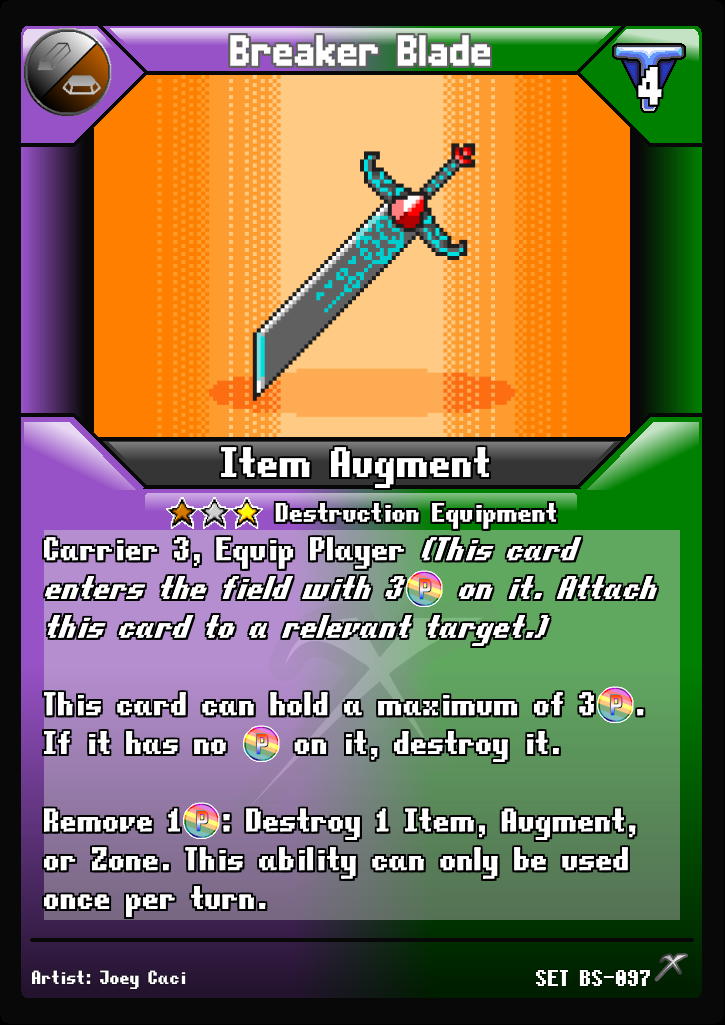 Breaker Blade
4
Item Augment
Destruction Equipment
Carrier 3, Equip Player (This card
enters the field with 3P on it. Attach
this card to a relevant target.)
This card can hold a maximum of 3P.
If it has no P on it, destroy it.
Remove 1P: Destroy 1 Item, Augment,
or Zone. This ability can only be used
once per turn.
Artist: Joey Caci
SET BS-097